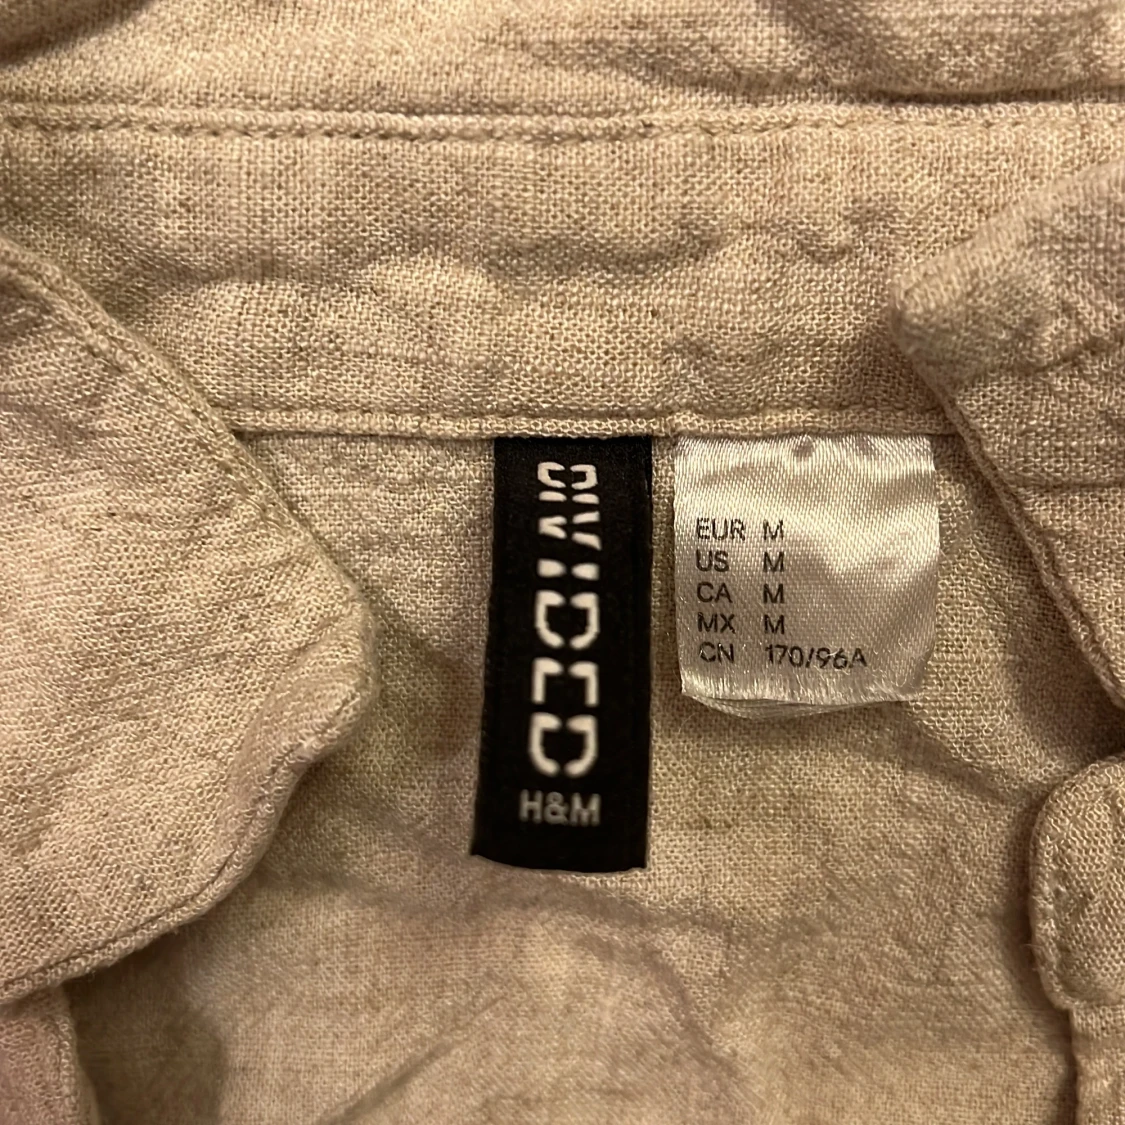 DIVIDED
H&M
EUR M
US M
CA M
MX M
CN 170/96A